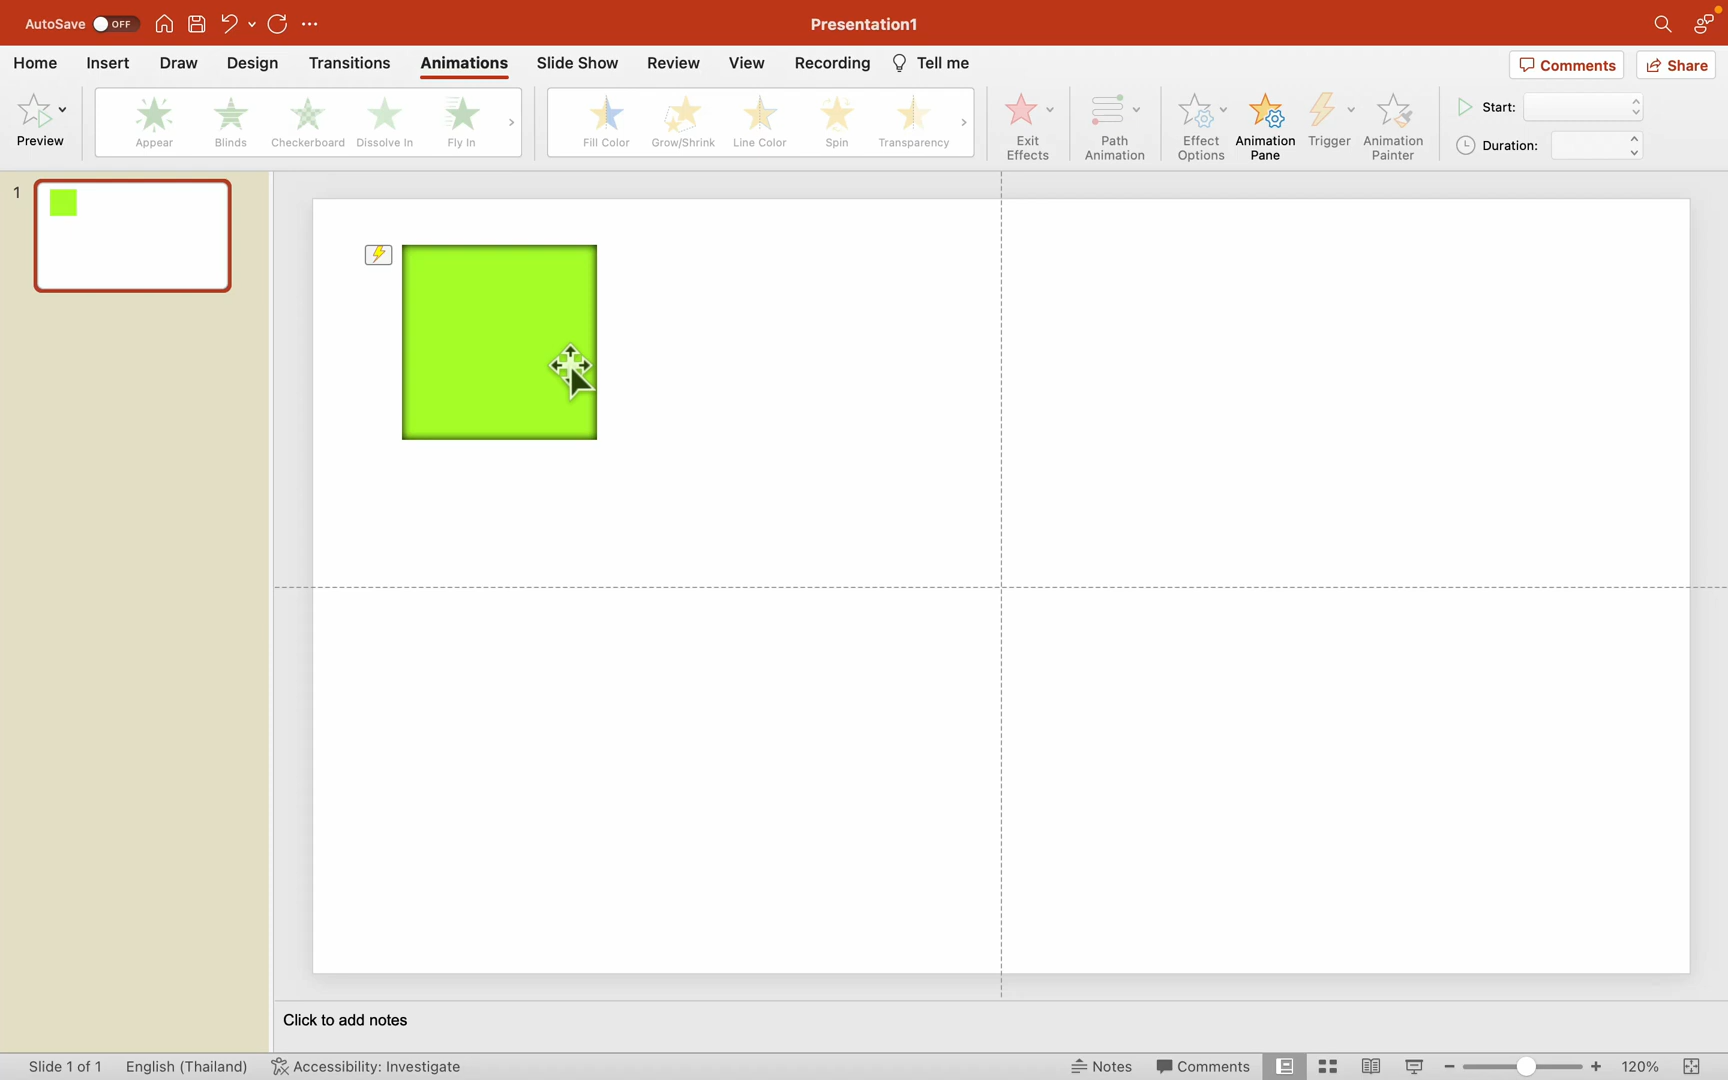 AutoSave OFF
Presentation1
Home Insert Draw Design Transitions Animations Slide Show Review View Recording Tell me
Comments Share
Preview
Appear Blinds Checkerboard Dissolve In Fly In
Fill Color Grow/Shrink Line Color Spin Transparency
Exit Effects
Path Animation
Effect Options
Animation Pane
Trigger
Animation Painter
Start:
Duration:
1
Click to add notes
Slide 1 of 1 English (Thailand) Accessibility: Investigate Notes Comments 120%